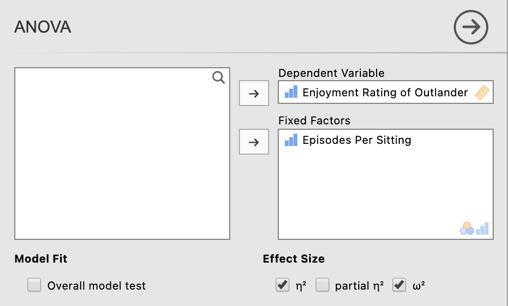 ANOVA
Dependent Variable
Enjoyment Rating of Outlander
Fixed Factors
Episodes Per Sitting
Model Fit
Effect Size
Overall model test
η² partial η² ω²